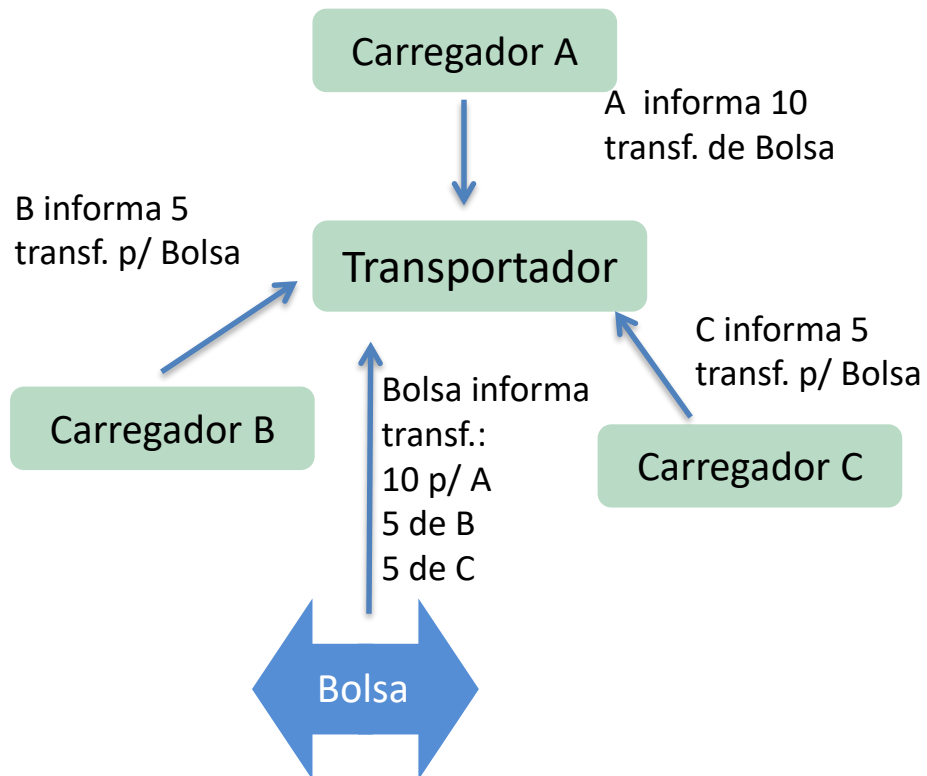 Carregador A
A informa 10
transf. de Bolsa
B informa 5
transf. p/ Bolsa
Transportador
C informa 5
transf. p/ Bolsa
Bolsa informa
transf.:
10 p/ A
5 de B
5 de C
Carregador B
Carregador C
Bolsa